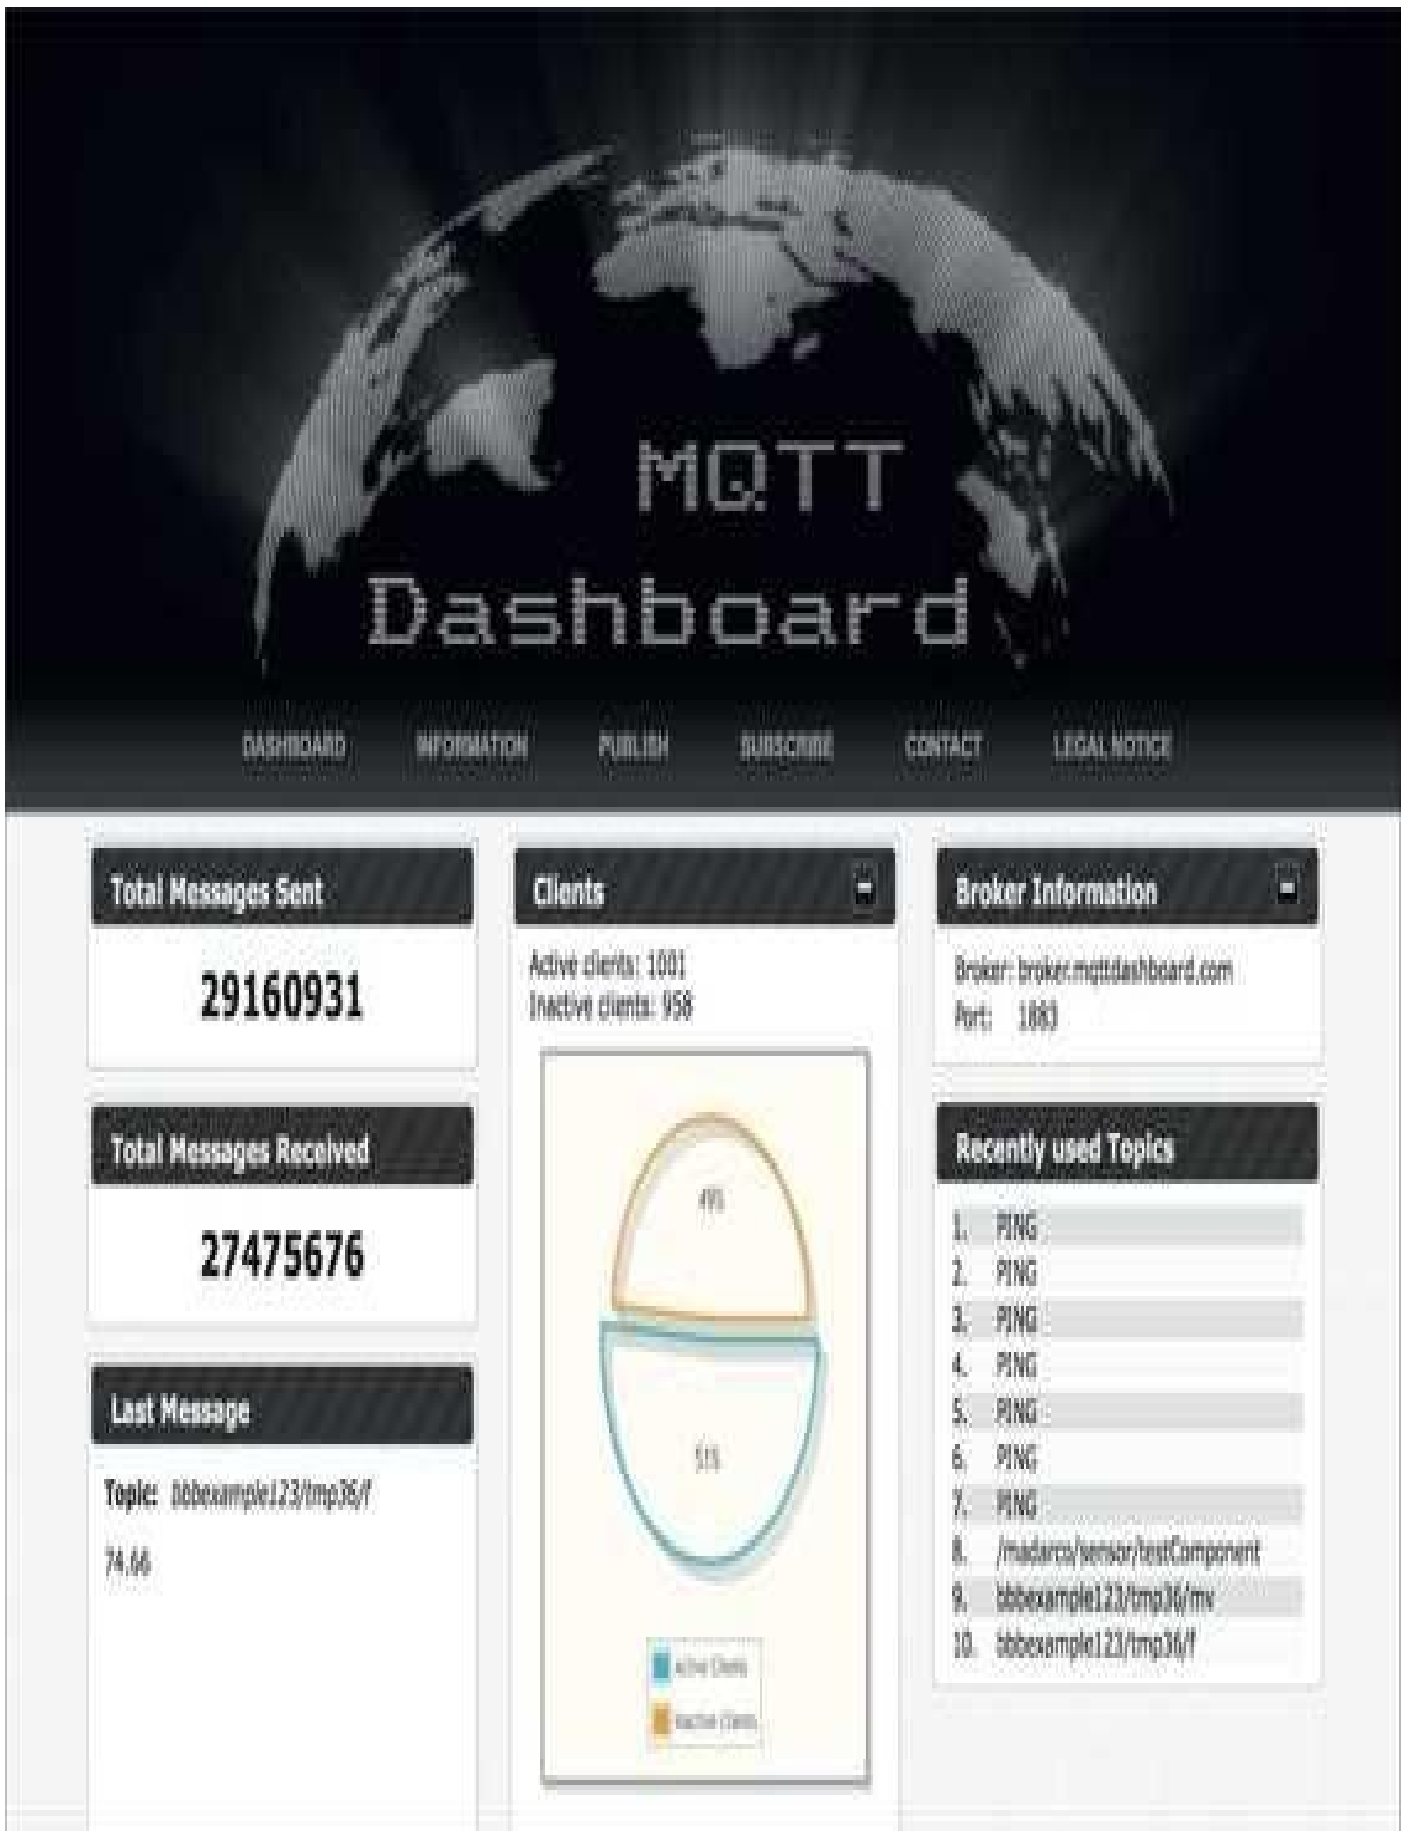 MQTT
Dashboard
DASHBOARD INFORMATION PUBLISH SUBSCRIBE CONTACT LEGAL NOTICE
Total Messages Sent
29160931
Total Messages Received
27475676
Last Message
Topic: bbbexample123/tmp36/f
74.66
Clients
Active clients: 1001
Inactive clients: 958
Active Clients
Inactive Clients
Broker Information
Broker: broker.mqttdashboard.com
Port: 1883
Recently used Topics
1. PING
2. PING
3. PING
4. PING
5. PING
6. PING
7. PING
8. /madarco/sensor/testComponent
9. bbbexample123/tmp36/mv
10. bbbexample123/tmp36/f